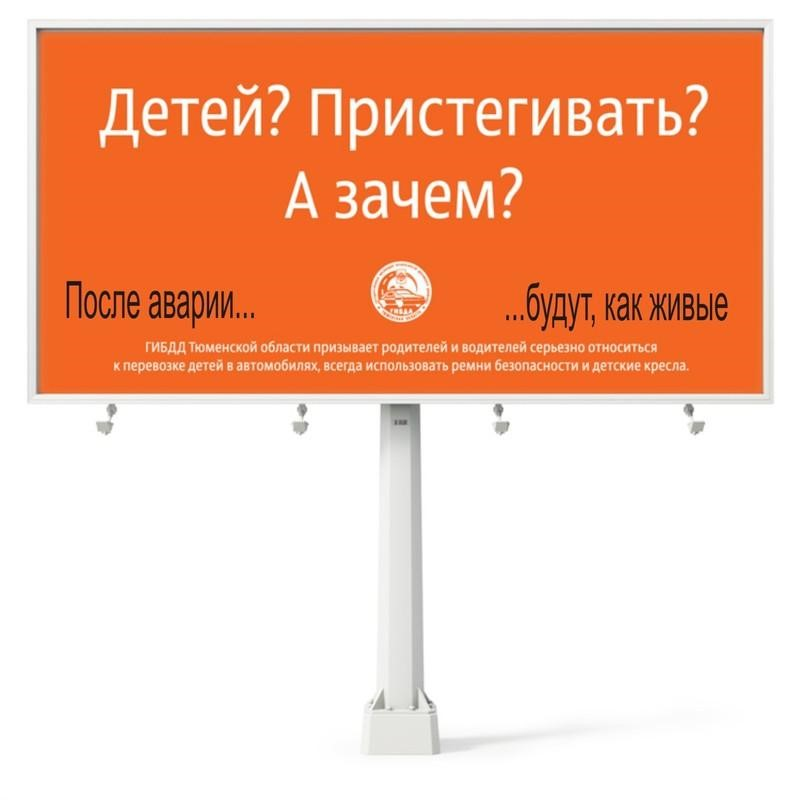 Детей? Пристегивать?
А зачем?
После аварии...
...будут, как живые
ГИБДД
ГИБДД Тюменской области призывает родителей и водителей серьезно относиться
к перевозке детей в автомобилях, всегда использовать ремни безопасности и детские кресла.